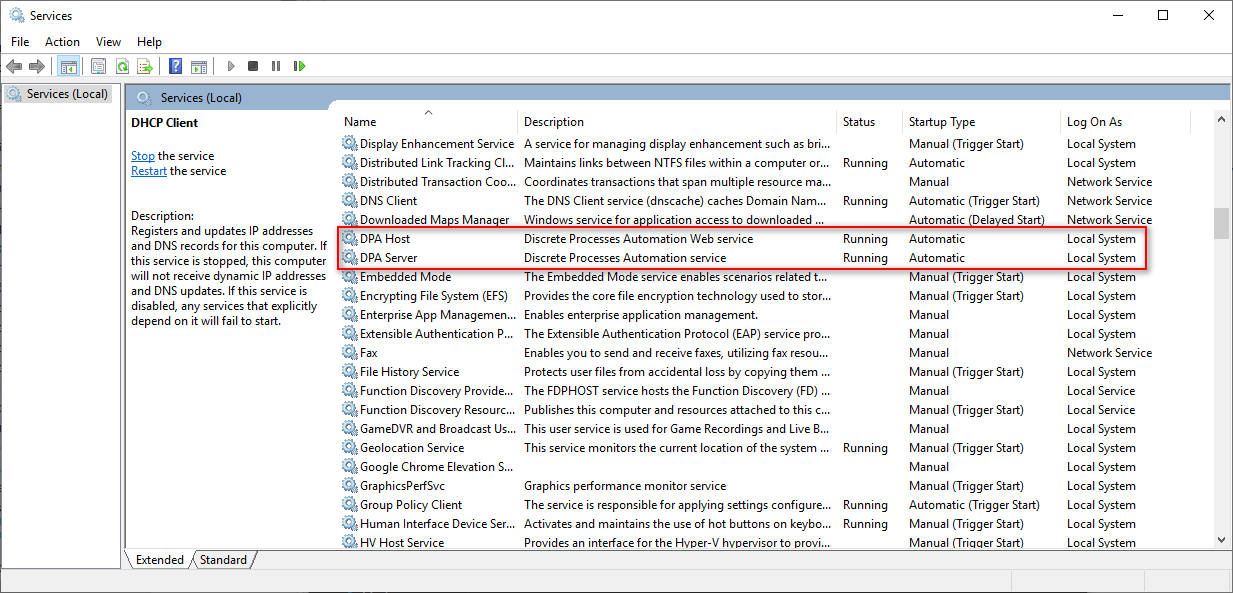 Services
File Action View Help
Services (Local)
Services (Local)
DHCP Client
Stop the service
Restart the service
Description:
Registers and updates IP addresses
and DNS records for this computer. If
this service is stopped, this computer
will not receive dynamic IP addresses
and DNS updates. If this service is
disabled, any services that explicitly
depend on it will fail to start.
Name Description Status Startup Type Log On As
Display Enhancement Service A service for managing display enhancement such as bri... Manual (Trigger Start) Local System
Distributed Link Tracking Cl... Maintains links between NTFS files within a computer or... Running Automatic Local System
Distributed Transaction Coo... Coordinates transactions that span multiple resource ma... Manual Network Service
DNS Client The DNS Client service (dnscache) caches Domain Nam... Running Automatic (Trigger Start) Network Service
Downloaded Maps Manager Windows service for application access to downloaded ... Automatic (Delayed Start) Network Service
DPA Host Discrete Processes Automation Web service Running Automatic Local System
DPA Server Discrete Processes Automation service Running Automatic Local System
Embedded Mode The Embedded Mode service enables scenarios related t... Manual (Trigger Start) Local System
Encrypting File System (EFS) Provides the core file encryption technology used to stor... Manual (Trigger Start) Local System
Enterprise App Managemen... Enables enterprise application management. Manual Local System
Extensible Authentication P... The Extensible Authentication Protocol (EAP) service pro... Manual Local System
Fax Enables you to send and receive faxes, utilizing fax resou... Manual Network Service
File History Service Protects user files from accidental loss by copying them ... Manual (Trigger Start) Local System
Function Discovery Provide... The FDPHOST service hosts the Function Discovery (FD) ... Manual Local Service
Function Discovery Resourc... Publishes this computer and resources attached to this c... Manual (Trigger Start) Local Service
GameDVR and Broadcast Us... This user service is used for Game Recordings and Live B... Manual Local System
Geolocation Service This service monitors the current location of the system ... Running Manual (Trigger Start) Local System
Google Chrome Elevation S... Manual Local System
GraphicsPerfSvc Graphics performance monitor service Manual (Trigger Start) Local System
Group Policy Client The service is responsible for applying settings configure... Running Automatic (Trigger Start) Local System
Human Interface Device Ser... Activates and maintains the use of hot buttons on keybo... Running Manual (Trigger Start) Local System
HV Host Service Provides an interface for the Hyper-V hypervisor to provi... Manual (Trigger Start) Local System
Extended Standard